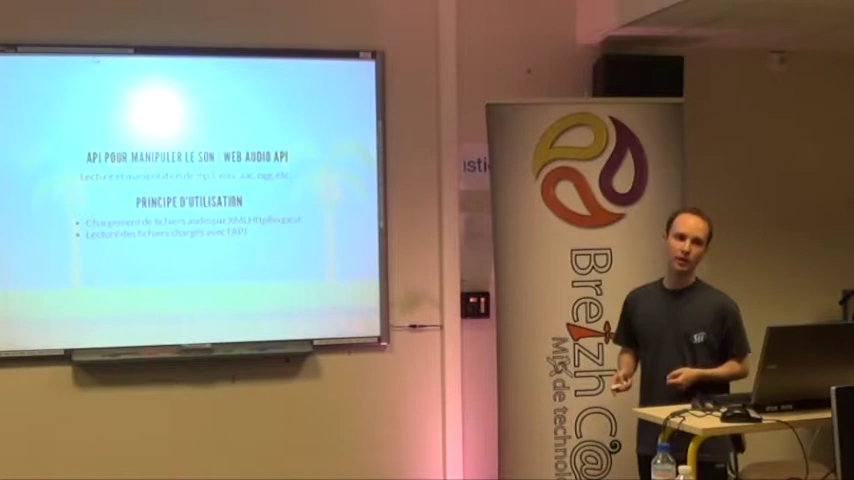 API POUR MANIPULER LE SON : WEB AUDIO API
Lecture et manipulation de mp3, wav, aac, ogg, etc.
PRINCIPE D'UTILISATION
Chargement de fichiers audio par XMLHttpRequest
Lecture des fichiers chargés avec l'API
Breizh C@
Mix de technolo